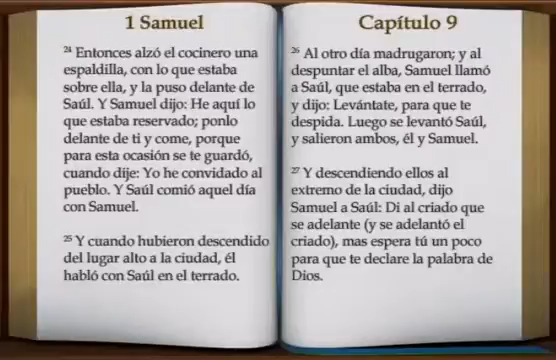 1 Samuel
24 Entonces alzó el cocinero una
espaldilla, con lo que estaba
sobre ella, y la puso delante de
Saúl. Y Samuel dijo: He aquí lo
que estaba reservado; ponlo
delante de ti y come, porque
para esta ocasión se te guardó,
cuando dije: Yo he convidado al
pueblo. Y Saúl comió aquel día
con Samuel.
25 Y cuando hubieron descendido
del lugar alto a la ciudad, él
habló con Saúl en el terrado.
Capítulo 9
26 Al otro día madrugaron; y al
despuntar el alba, Samuel llamó
a Saúl, que estaba en el terrado,
y dijo: Levántate, para que te
despida. Luego se levantó Saúl,
y salieron ambos, él y Samuel.
27 Y descendiendo ellos al
extremo de la ciudad, dijo
Samuel a Saúl: Di al criado que
se adelante (y se adelantó el
criado), mas espera tú un poco
para que te declare la palabra de
Dios.